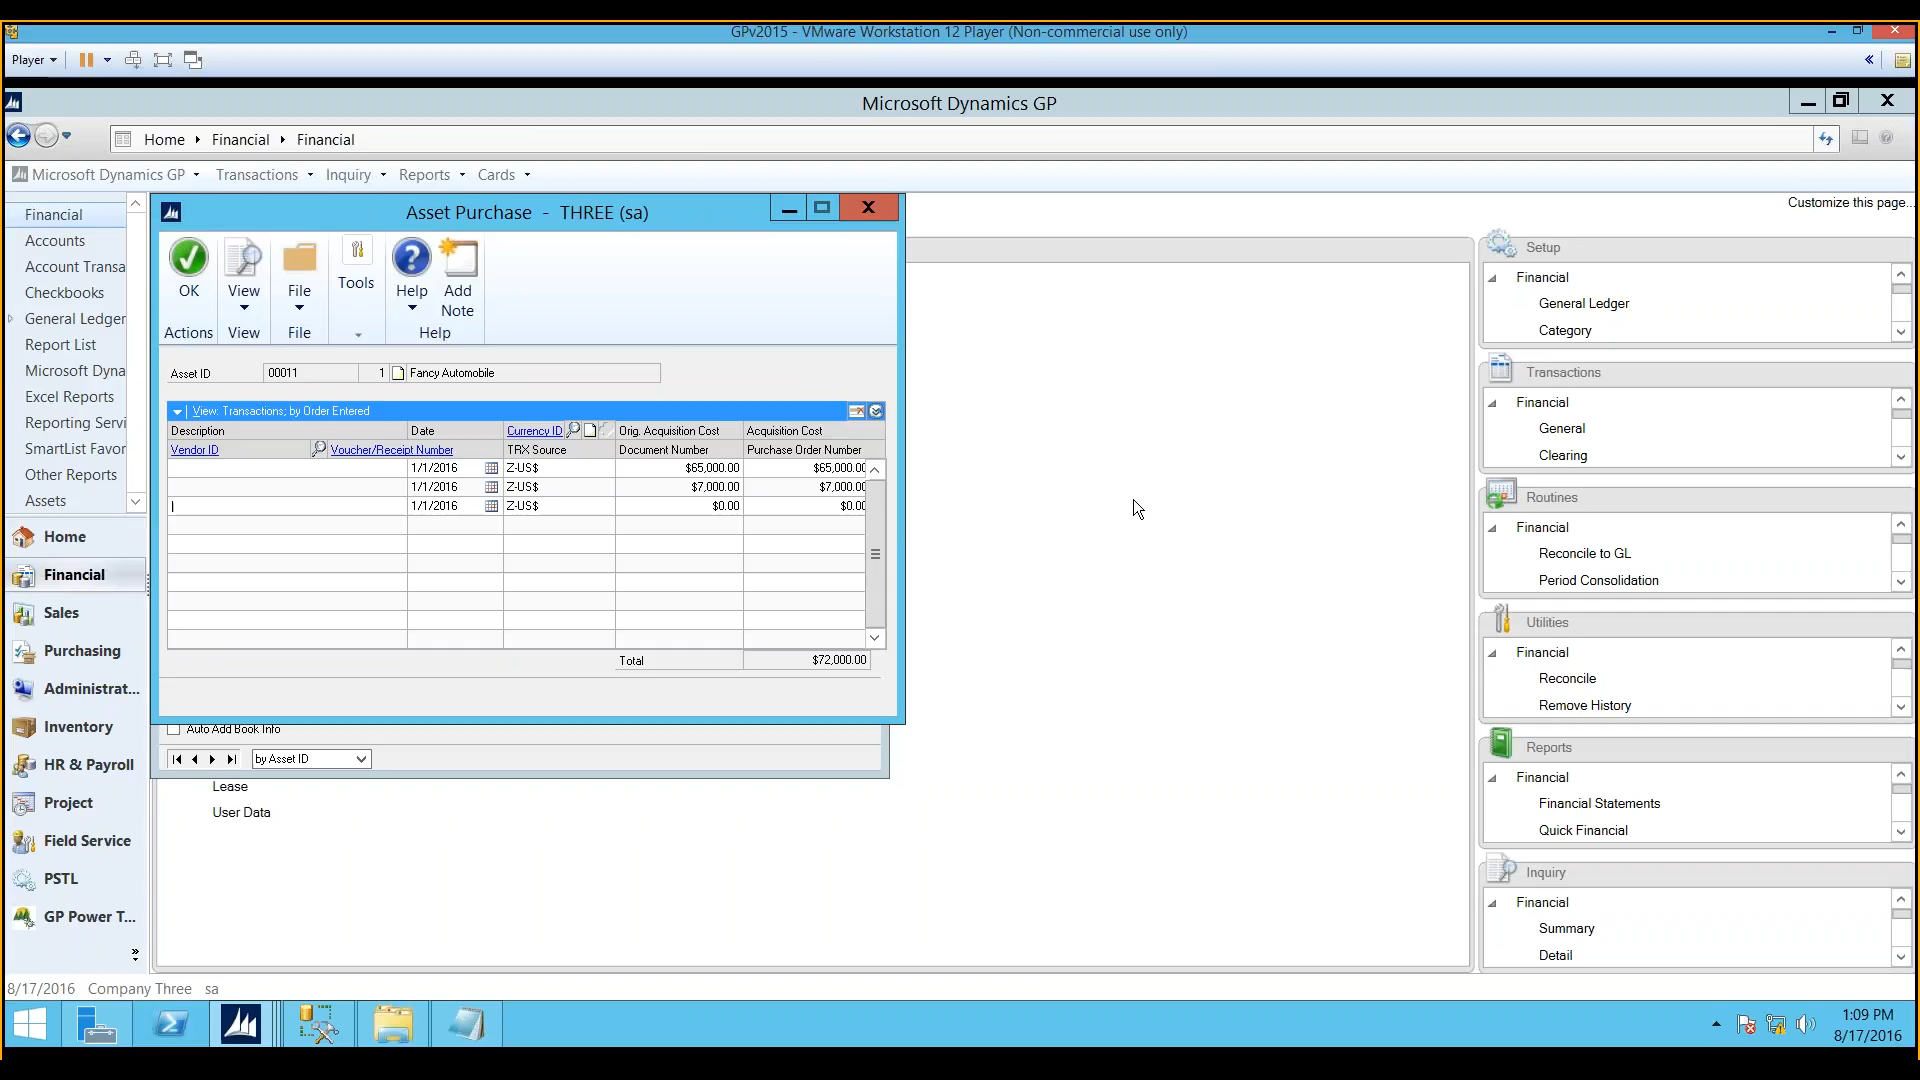 GPv2015 - VMware Workstation 12 Player (Non-commercial use only)
Player
Microsoft Dynamics GP
Home Financial Financial
Microsoft Dynamics GP Transactions Inquiry Reports Cards
Customize this page...
Financial
Accounts
Account Transa
Checkbooks
General Ledger
Report List
Microsoft Dyna
Excel Reports
Reporting Servi
SmartList Favor
Other Reports
Assets
Home
Financial
Sales
Purchasing
Administrat...
Inventory
HR & Payroll
Project
Field Service
PSTL
GP Power T...
Asset Purchase - THREE (sa)
OK View File Tools Help Add Note
Actions View File Help
Asset ID 00011 1 Fancy Automobile
View: Transactions; by Order Entered
Description Date Currency ID Orig. Acquisition Cost Acquisition Cost
Vendor ID Voucher/Receipt Number TRX Source Document Number Purchase Order Number
1/1/2016 Z-US$ $65,000.00 $65,000.00
1/1/2016 Z-US$ $7,000.00 $7,000.00
1/1/2016 Z-US$ $0.00 $0.00
Total $72,000.00
Auto Add Book Info
by Asset ID
Lease
User Data
Setup
Financial
General Ledger
Category
Transactions
Financial
General
Clearing
Routines
Financial
Reconcile to GL
Period Consolidation
Utilities
Financial
Reconcile
Remove History
Reports
Financial
Financial Statements
Quick Financial
Inquiry
Financial
Summary
Detail
8/17/2016 Company Three sa
1:09 PM
8/17/2016